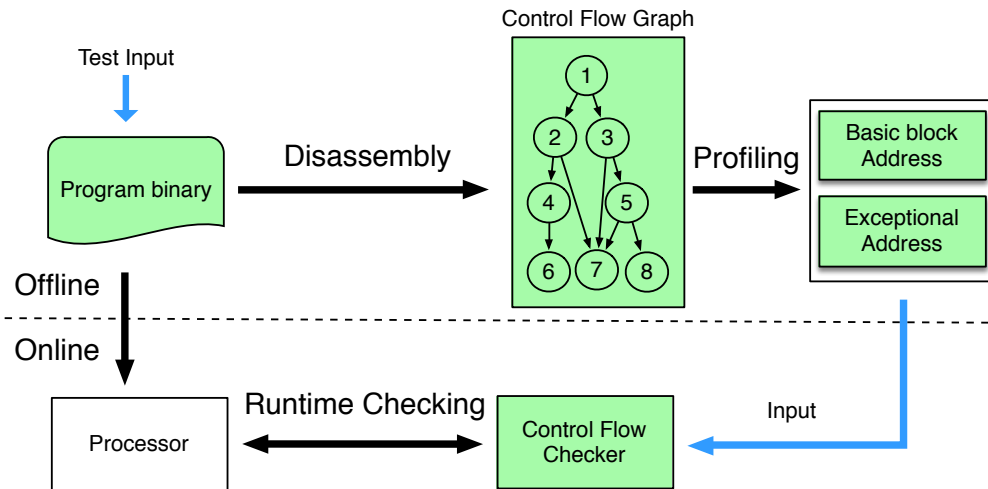 Control Flow Graph
Test Input
1
2
3
4
5
6
7
8
Program binary
Disassembly
Profiling
Basic block
Address
Exceptional
Address
Offline
Online
Processor
Runtime Checking
Control Flow
Checker
Input